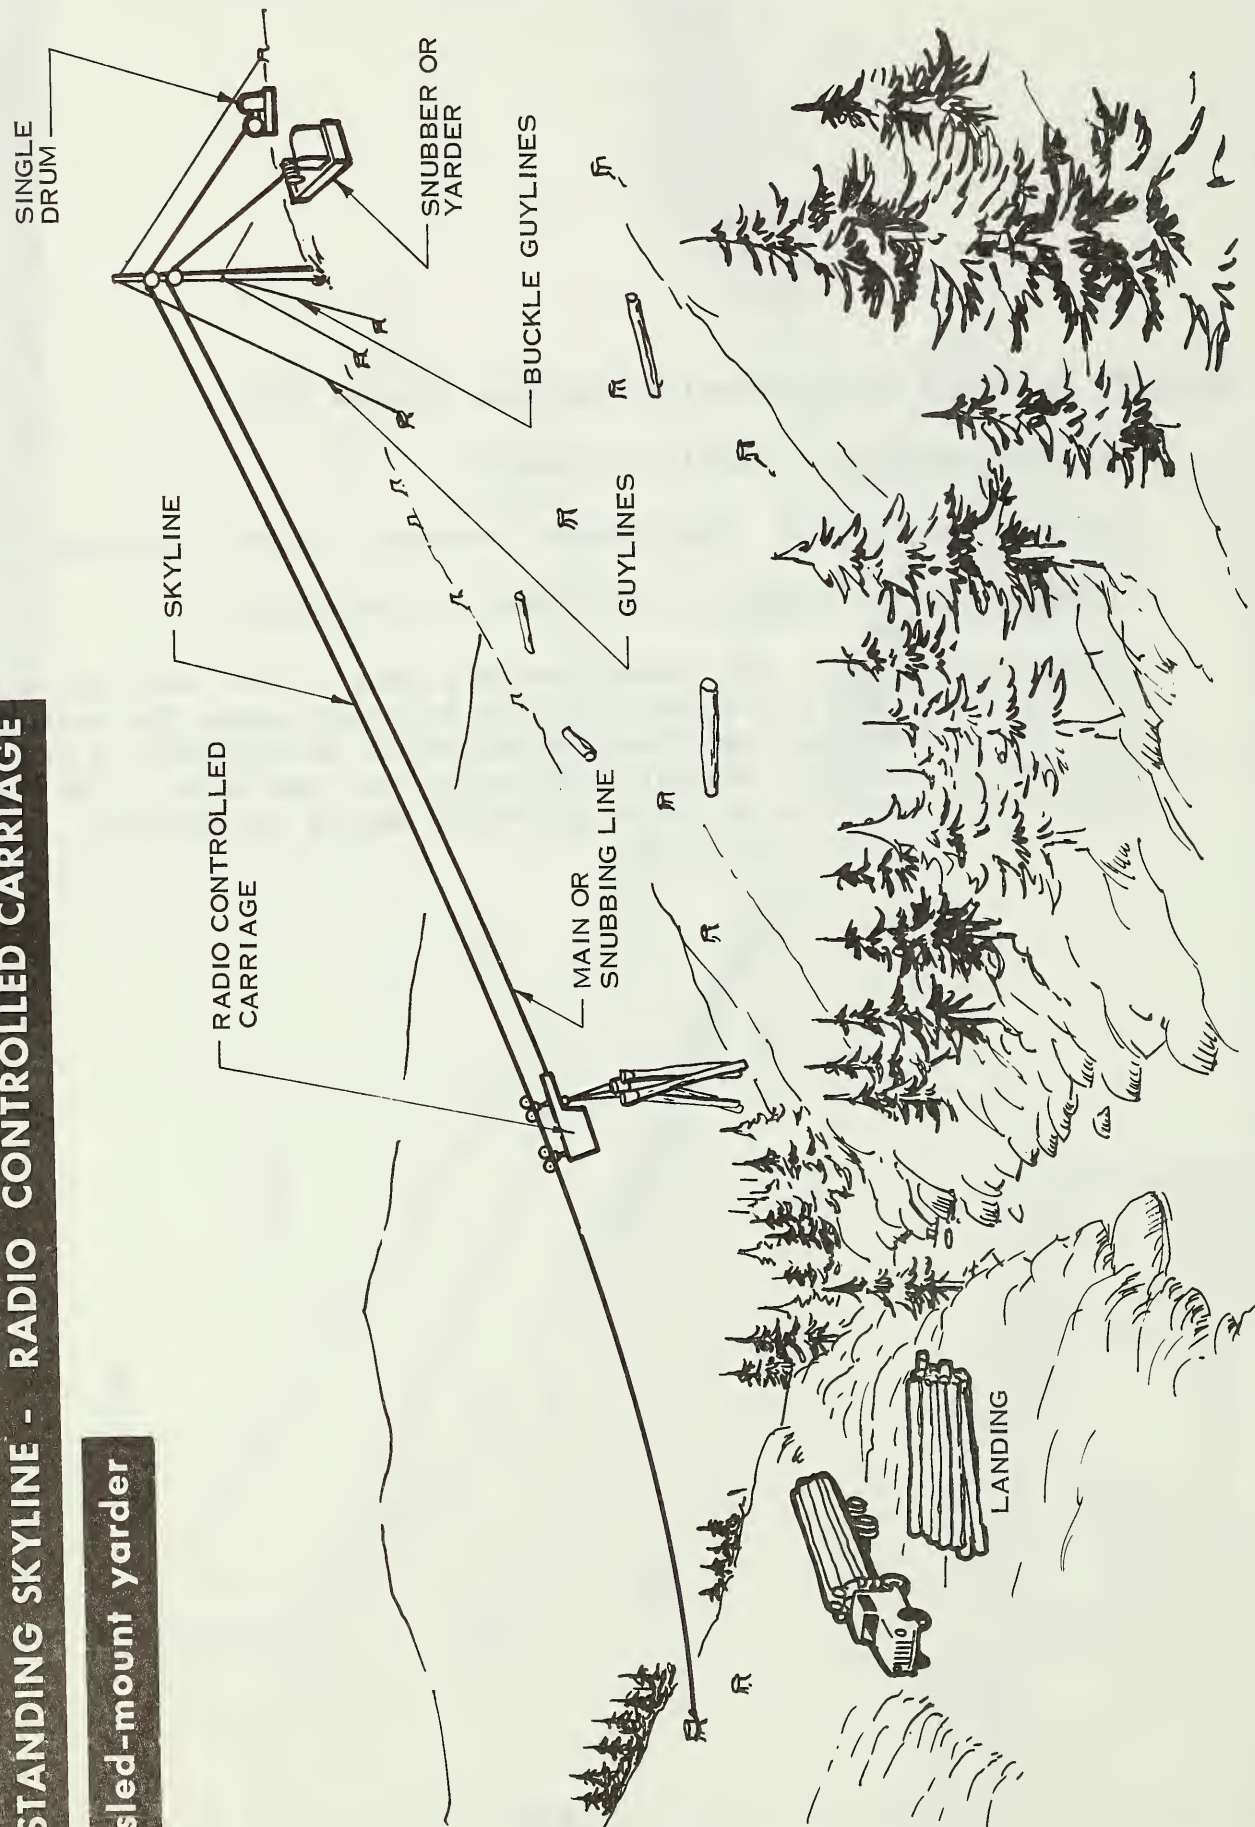 STANDING SKYLINE - RADIO CONTROLLED CARRIAGE
sled-mount yarder
SINGLE
DRUM
SKYLINE
RADIO CONTROLLED
CARRIAGE
SNUBBER OR
YARDER
BUCKLE GUYLINES
GUYLINES
MAIN OR
SNUBBING LINE
LANDING